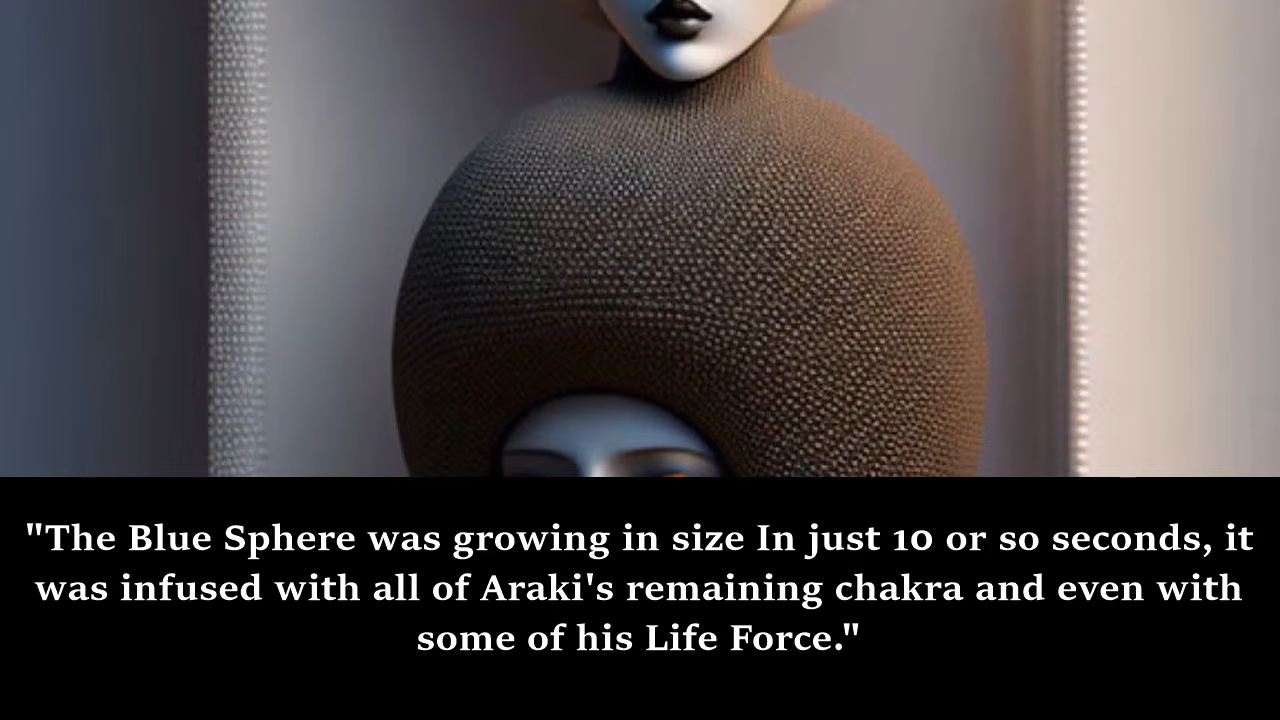 "The Blue Sphere was growing in size In just 10 or so seconds, it
was infused with all of Araki's remaining chakra and even with
some of his Life Force."